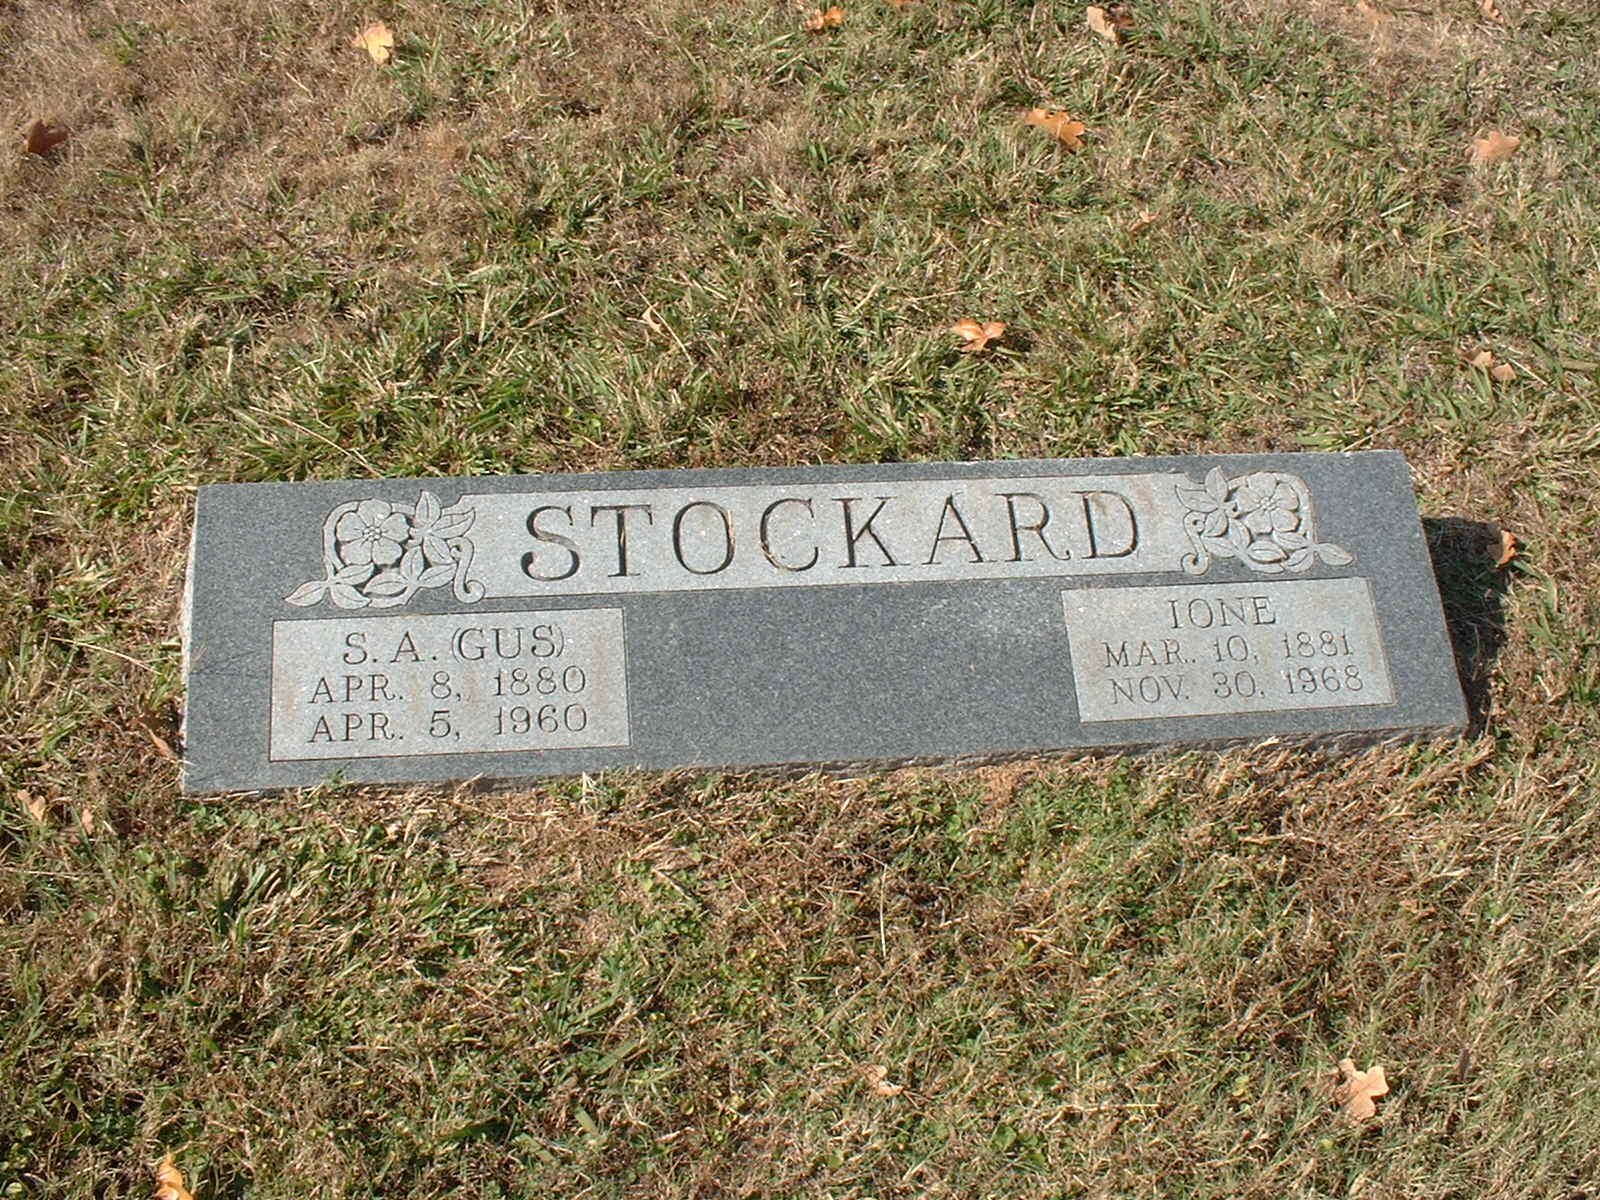 STOCKARD
S. A. (GUS)
APR. 8, 1880
APR. 5, 1960
IONE
MAR. 10, 1881
NOV. 30, 1968